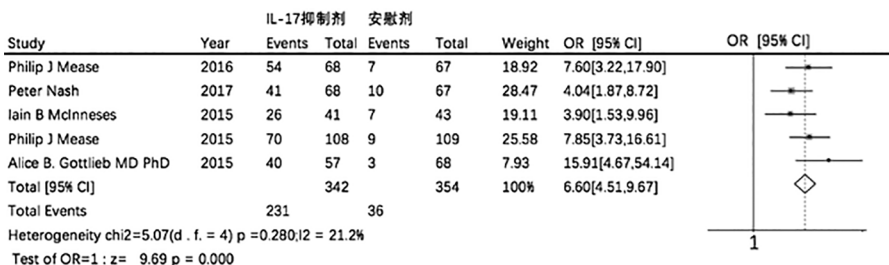 IL-17抑制剂 安慰剂
Study Year Events Total Events Total Weight OR [95% CI] OR [95% CI]
Philip J Mease 2016 54 68 7 67 18.92 7.60[3.22,17.90]
Peter Nash 2017 41 68 10 67 28.47 4.04[1.87,8.72]
Iain B McInneses 2015 26 41 7 43 19.11 3.90[1.53,9.96]
Philip J Mease 2015 70 108 9 109 25.58 7.85[3.73,16.61]
Alice B. Gottlieb MD PhD 2015 40 57 3 68 7.93 15.91[4.67,54.14]
Total [95% CI] 342 354 100% 6.60[4.51,9.67]
Total Events 231 36
Heterogeneity chi2=5.07(d . f. = 4) p =0.280;I2 = 21.2%
1
Test of OR=1 : z= 9.69 p = 0.000